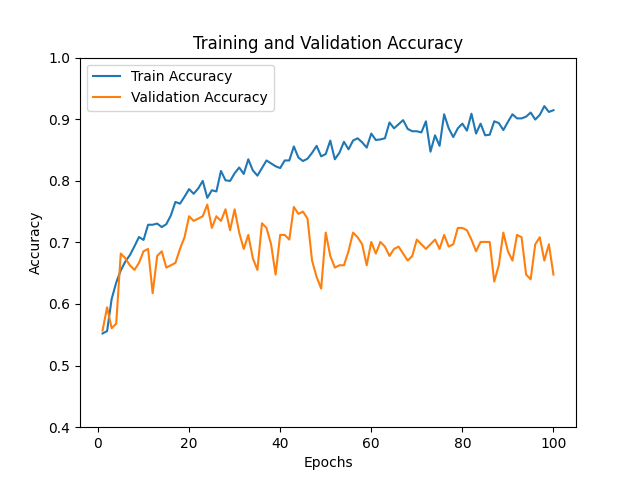 Training and Validation Accuracy
Train Accuracy
Validation Accuracy
1.0
0.9
0.8
0.7
0.6
0.5
0.4
Accuracy
0 20 40 60 80 100
Epochs